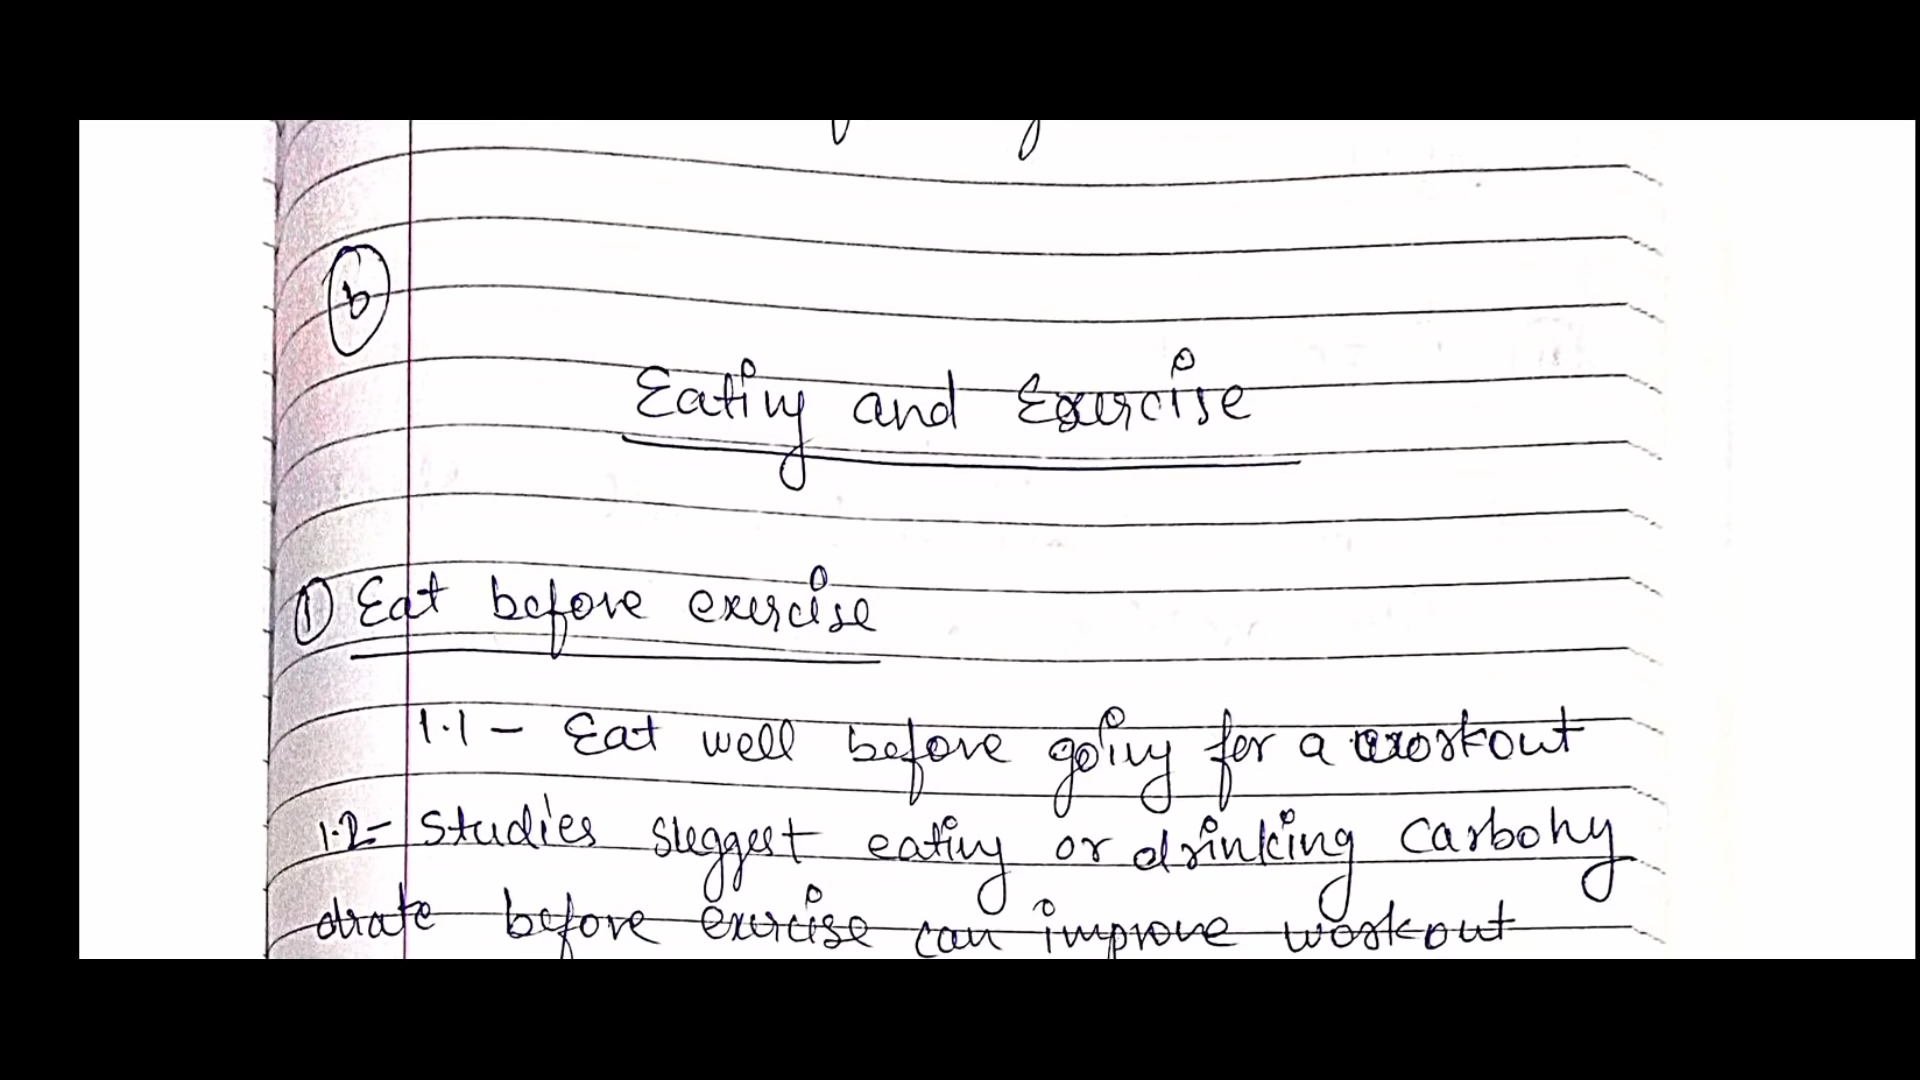 b
Eating and Exercise
1 Eat before exercise
1.1 - Eat well before going for a workout
1.2- Studies suggest eating or drinking carbohy
drate before exercise can improve workout